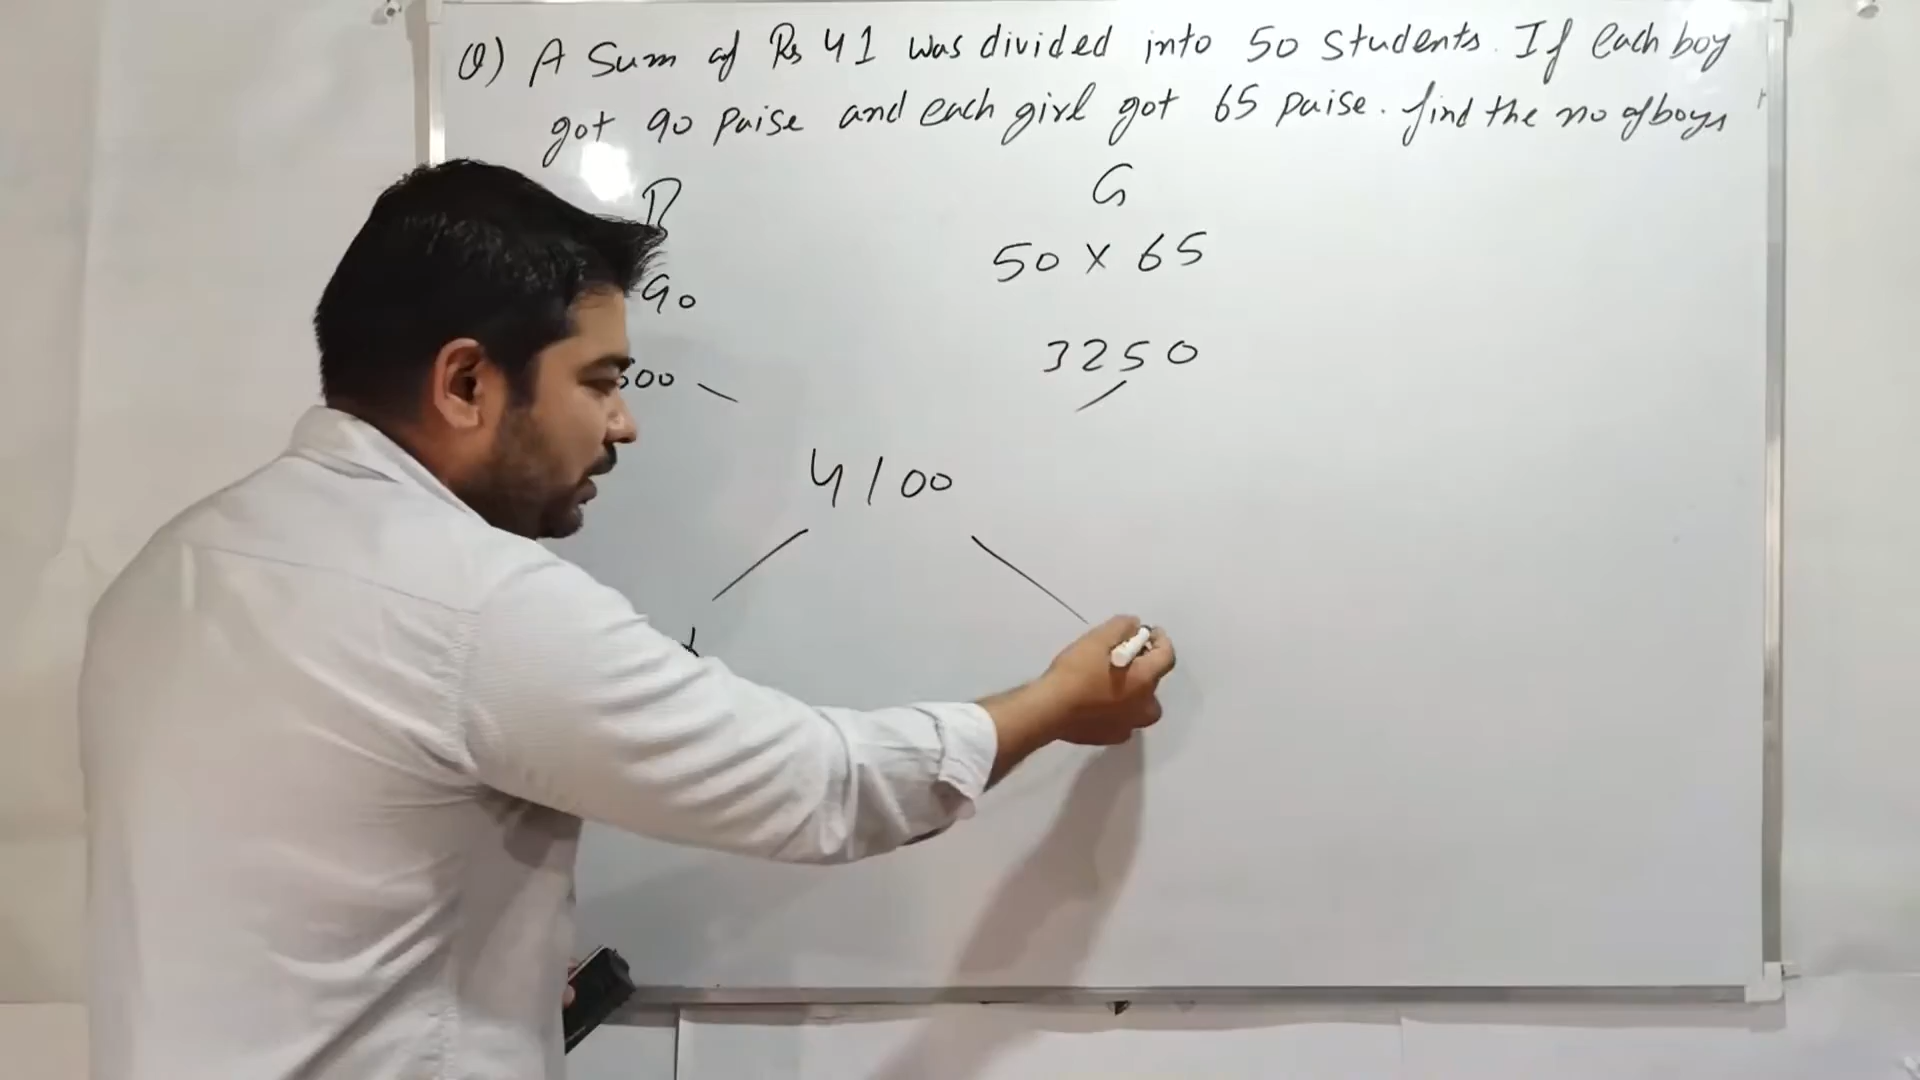 Q) A Sum of Rs 41 was divided into 50 students. If each boy
got 90 paise and each girl got 65 paise. find the no of boys
B G
50 x 65
90
3250
4100